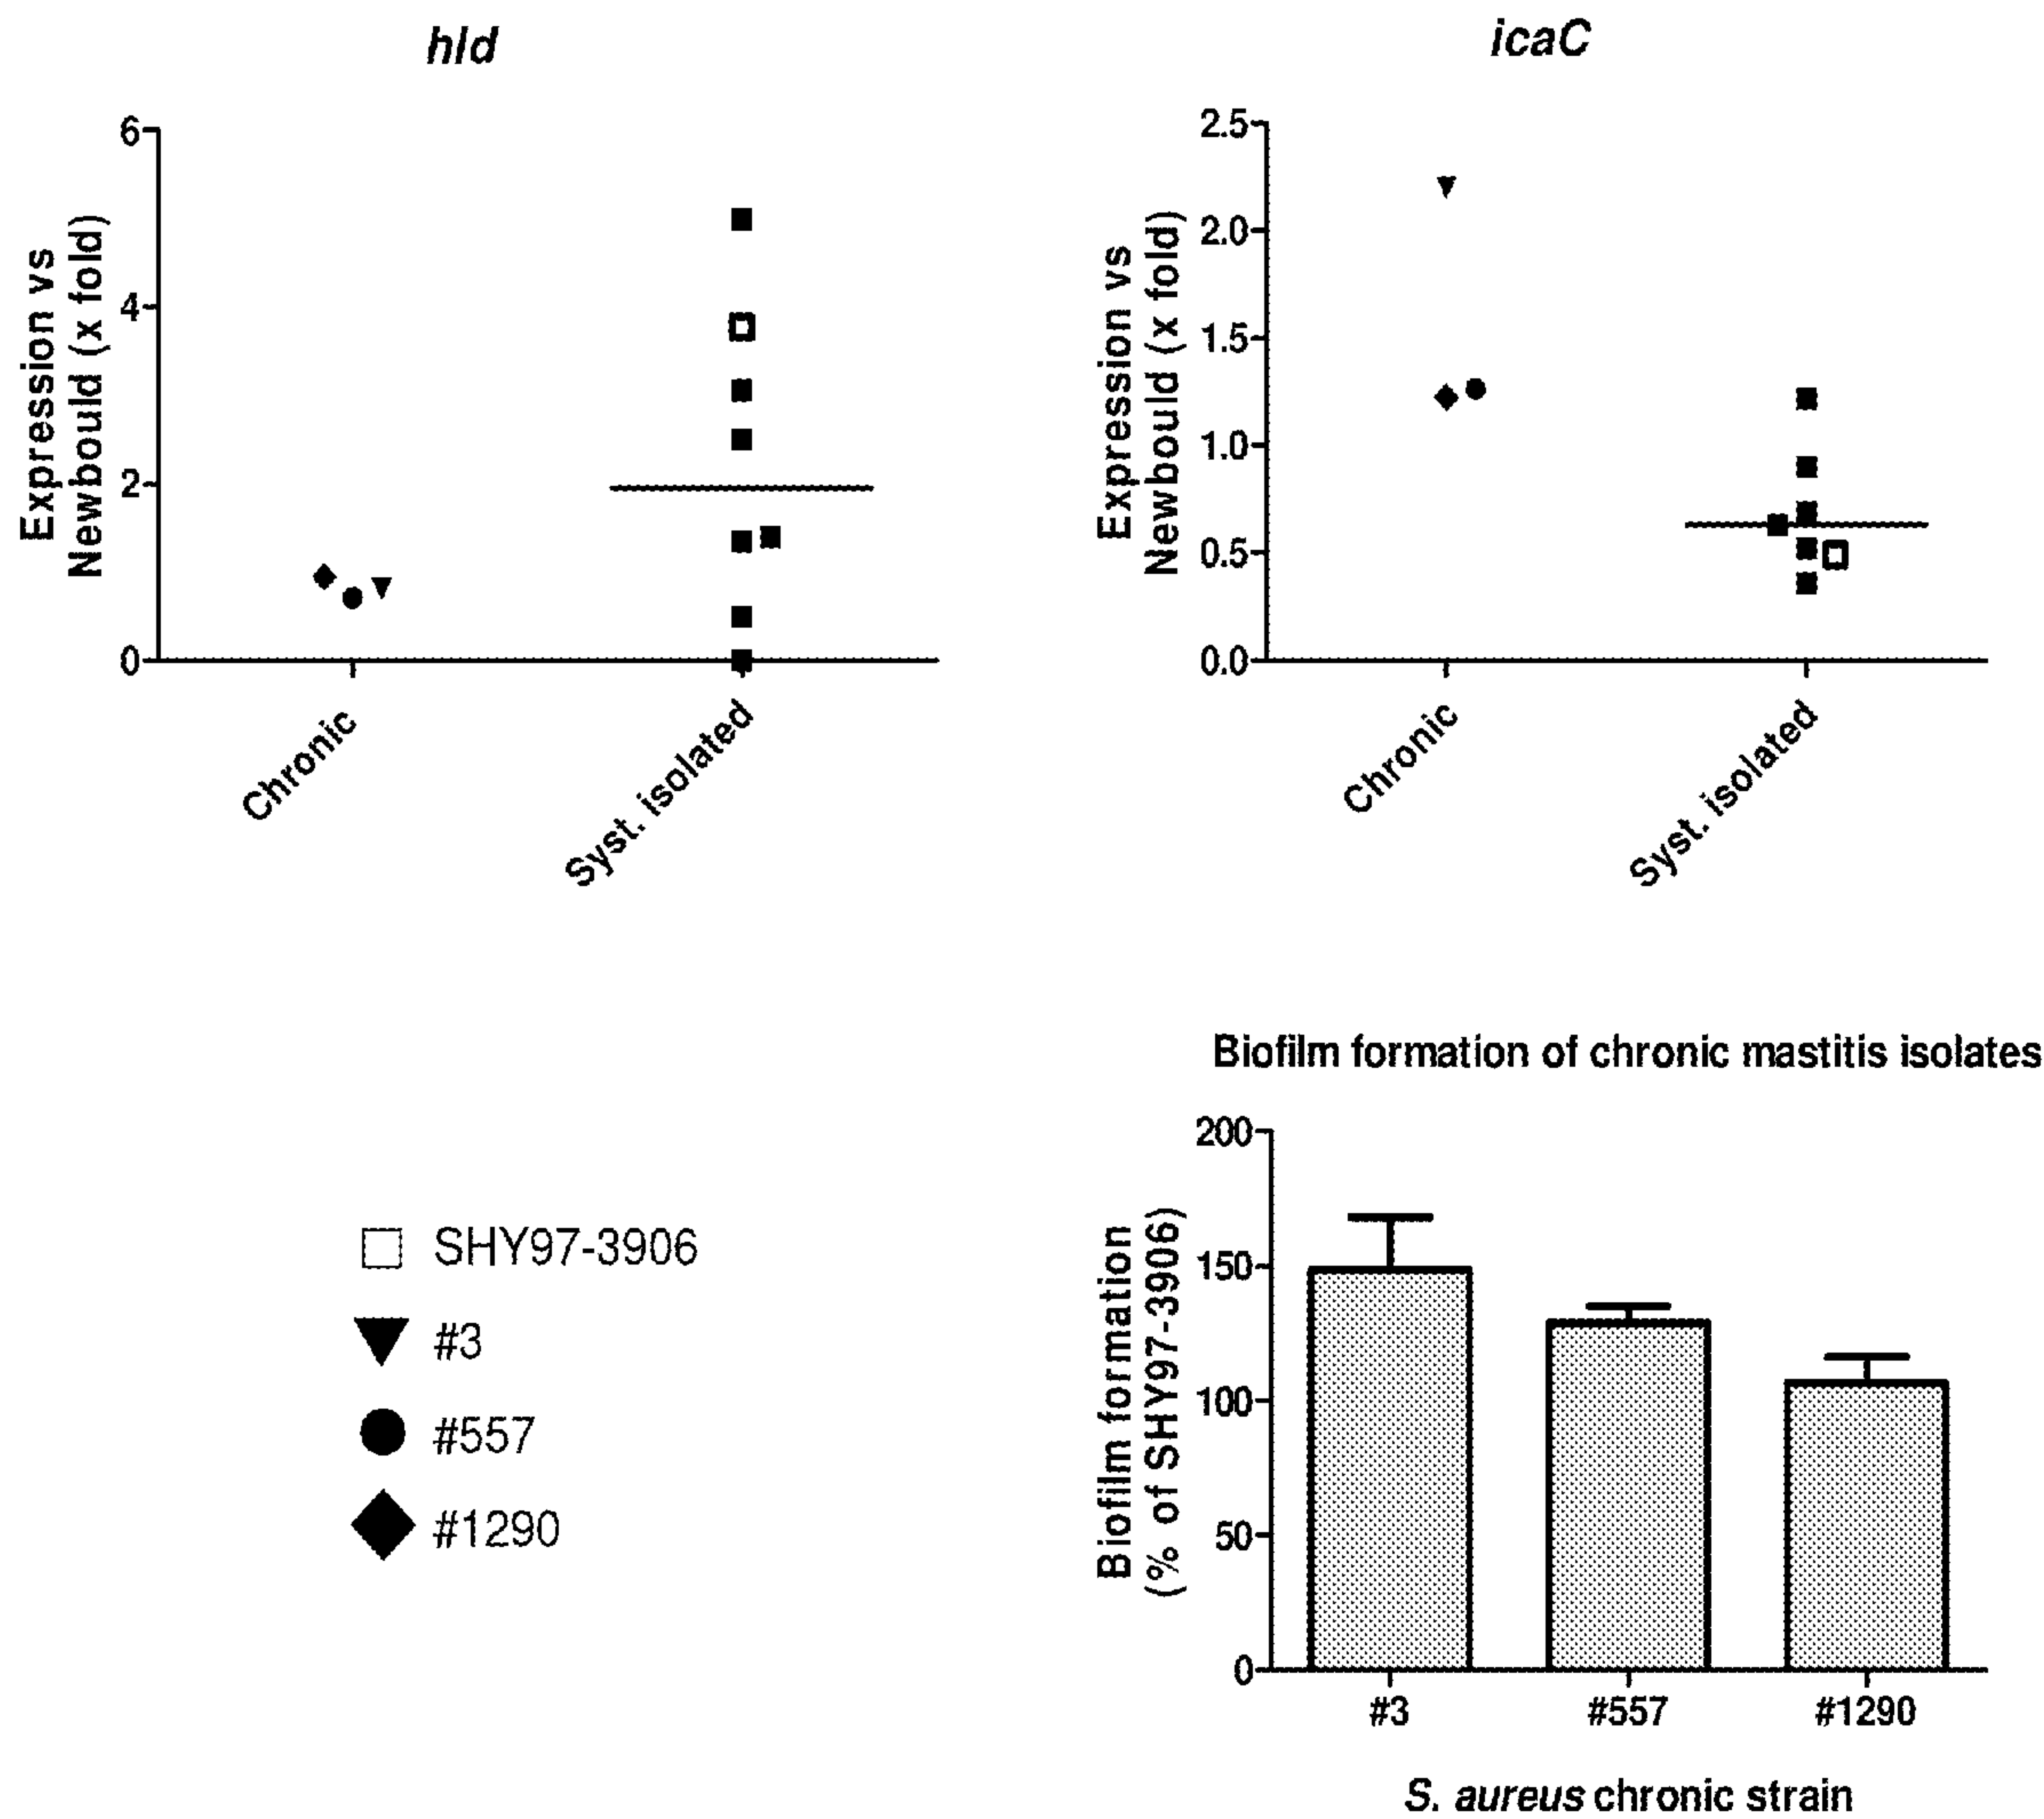 hld
Expression vs
Newbould (x fold)
6
4
2
0
Chronic
Syst. isolated
icaC
Expression vs
Newbould (x fold)
2.5
2.0
1.5
1.0
0.5
0.0
Chronic
Syst. isolated
SHY97-3906
#3
#557
#1290
Biofilm formation of chronic mastitis isolates
Biofilm formation
(% of SHY97-3906)
200
150
100
50
0
#3
#557
#1290
S. aureus chronic strain